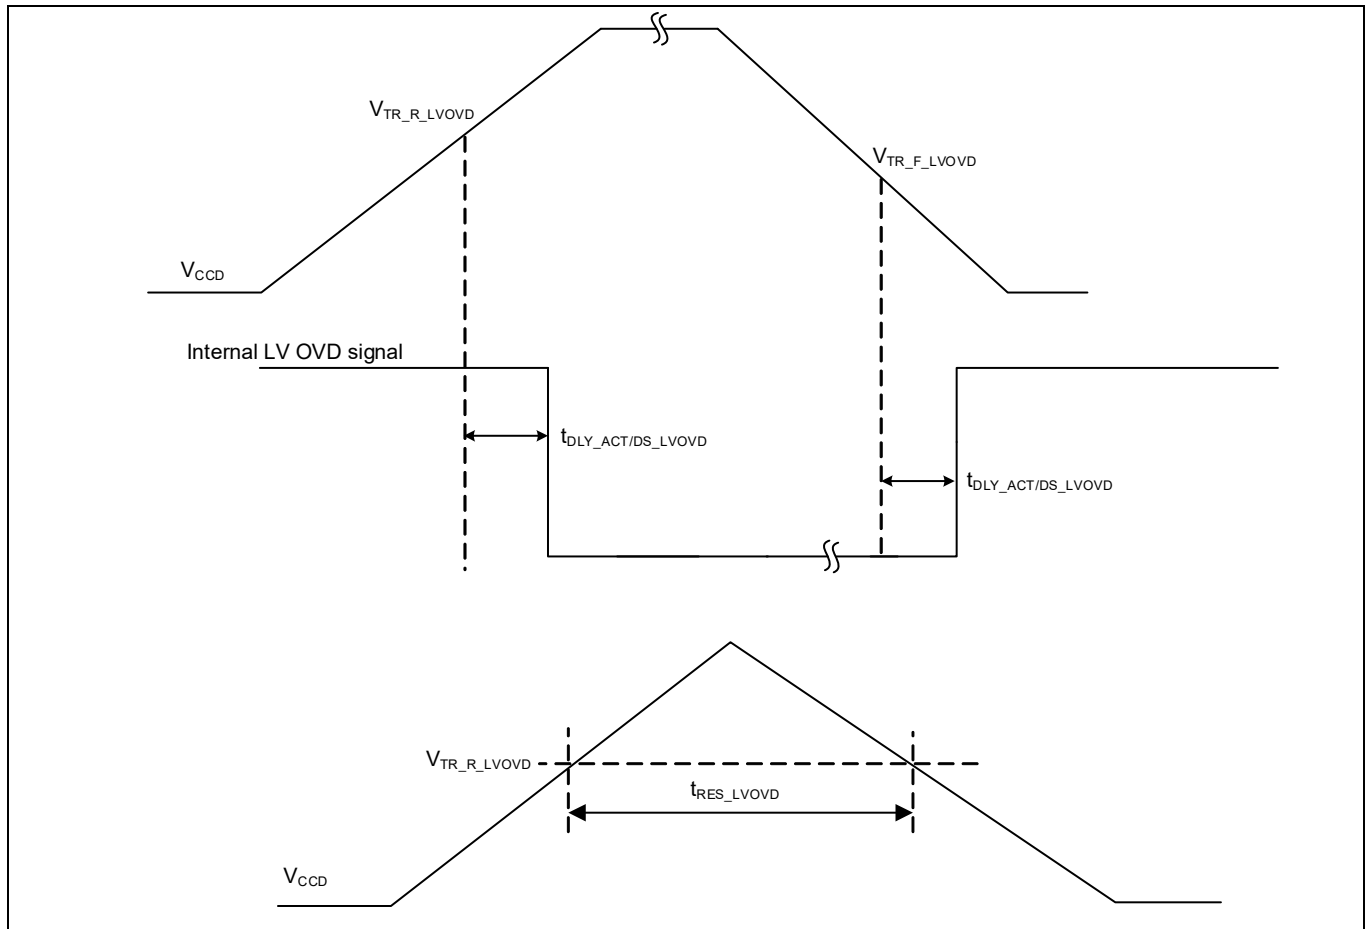 V_TR_R_LVOVD
V_TR_F_LVOVD
V_CCD
Internal LV OVD signal
t_DLY_ACT/DS_LVOVD
t_DLY_ACT/DS_LVOVD
V_TR_R_LVOVD
t_RES_LVOVD
V_CCD